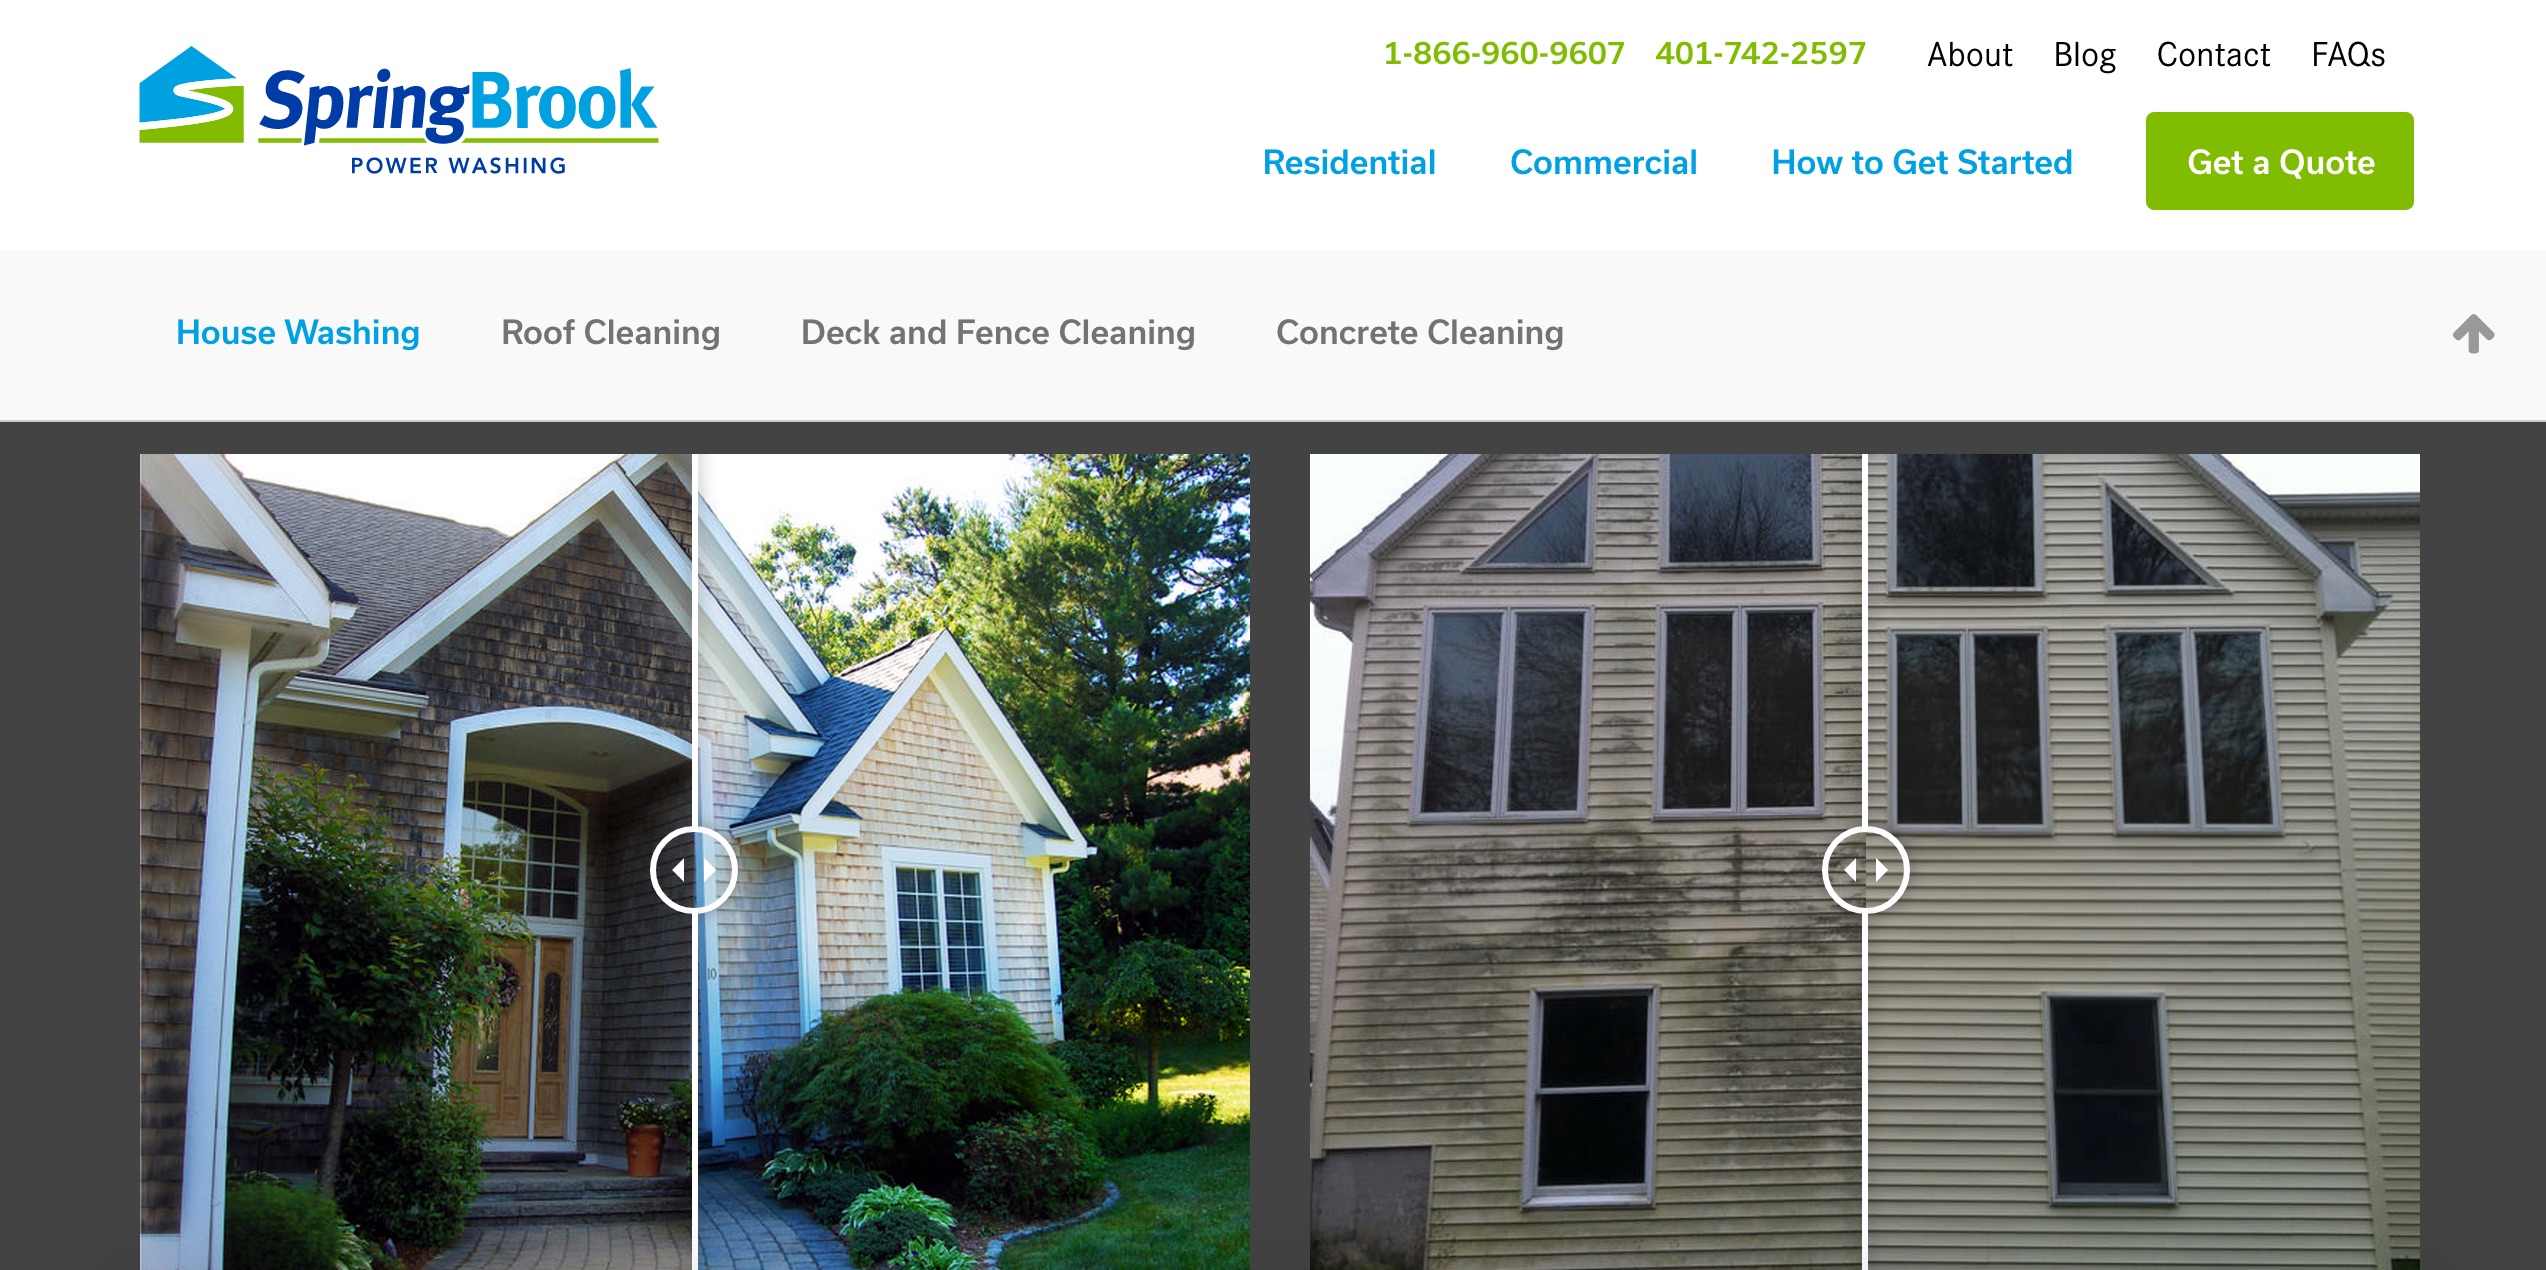 1-866-960-9607 401-742-2597 About Blog Contact FAQs
SpringBrook
POWER WASHING
Residential Commercial How to Get Started Get a Quote
House Washing Roof Cleaning Deck and Fence Cleaning Concrete Cleaning
10